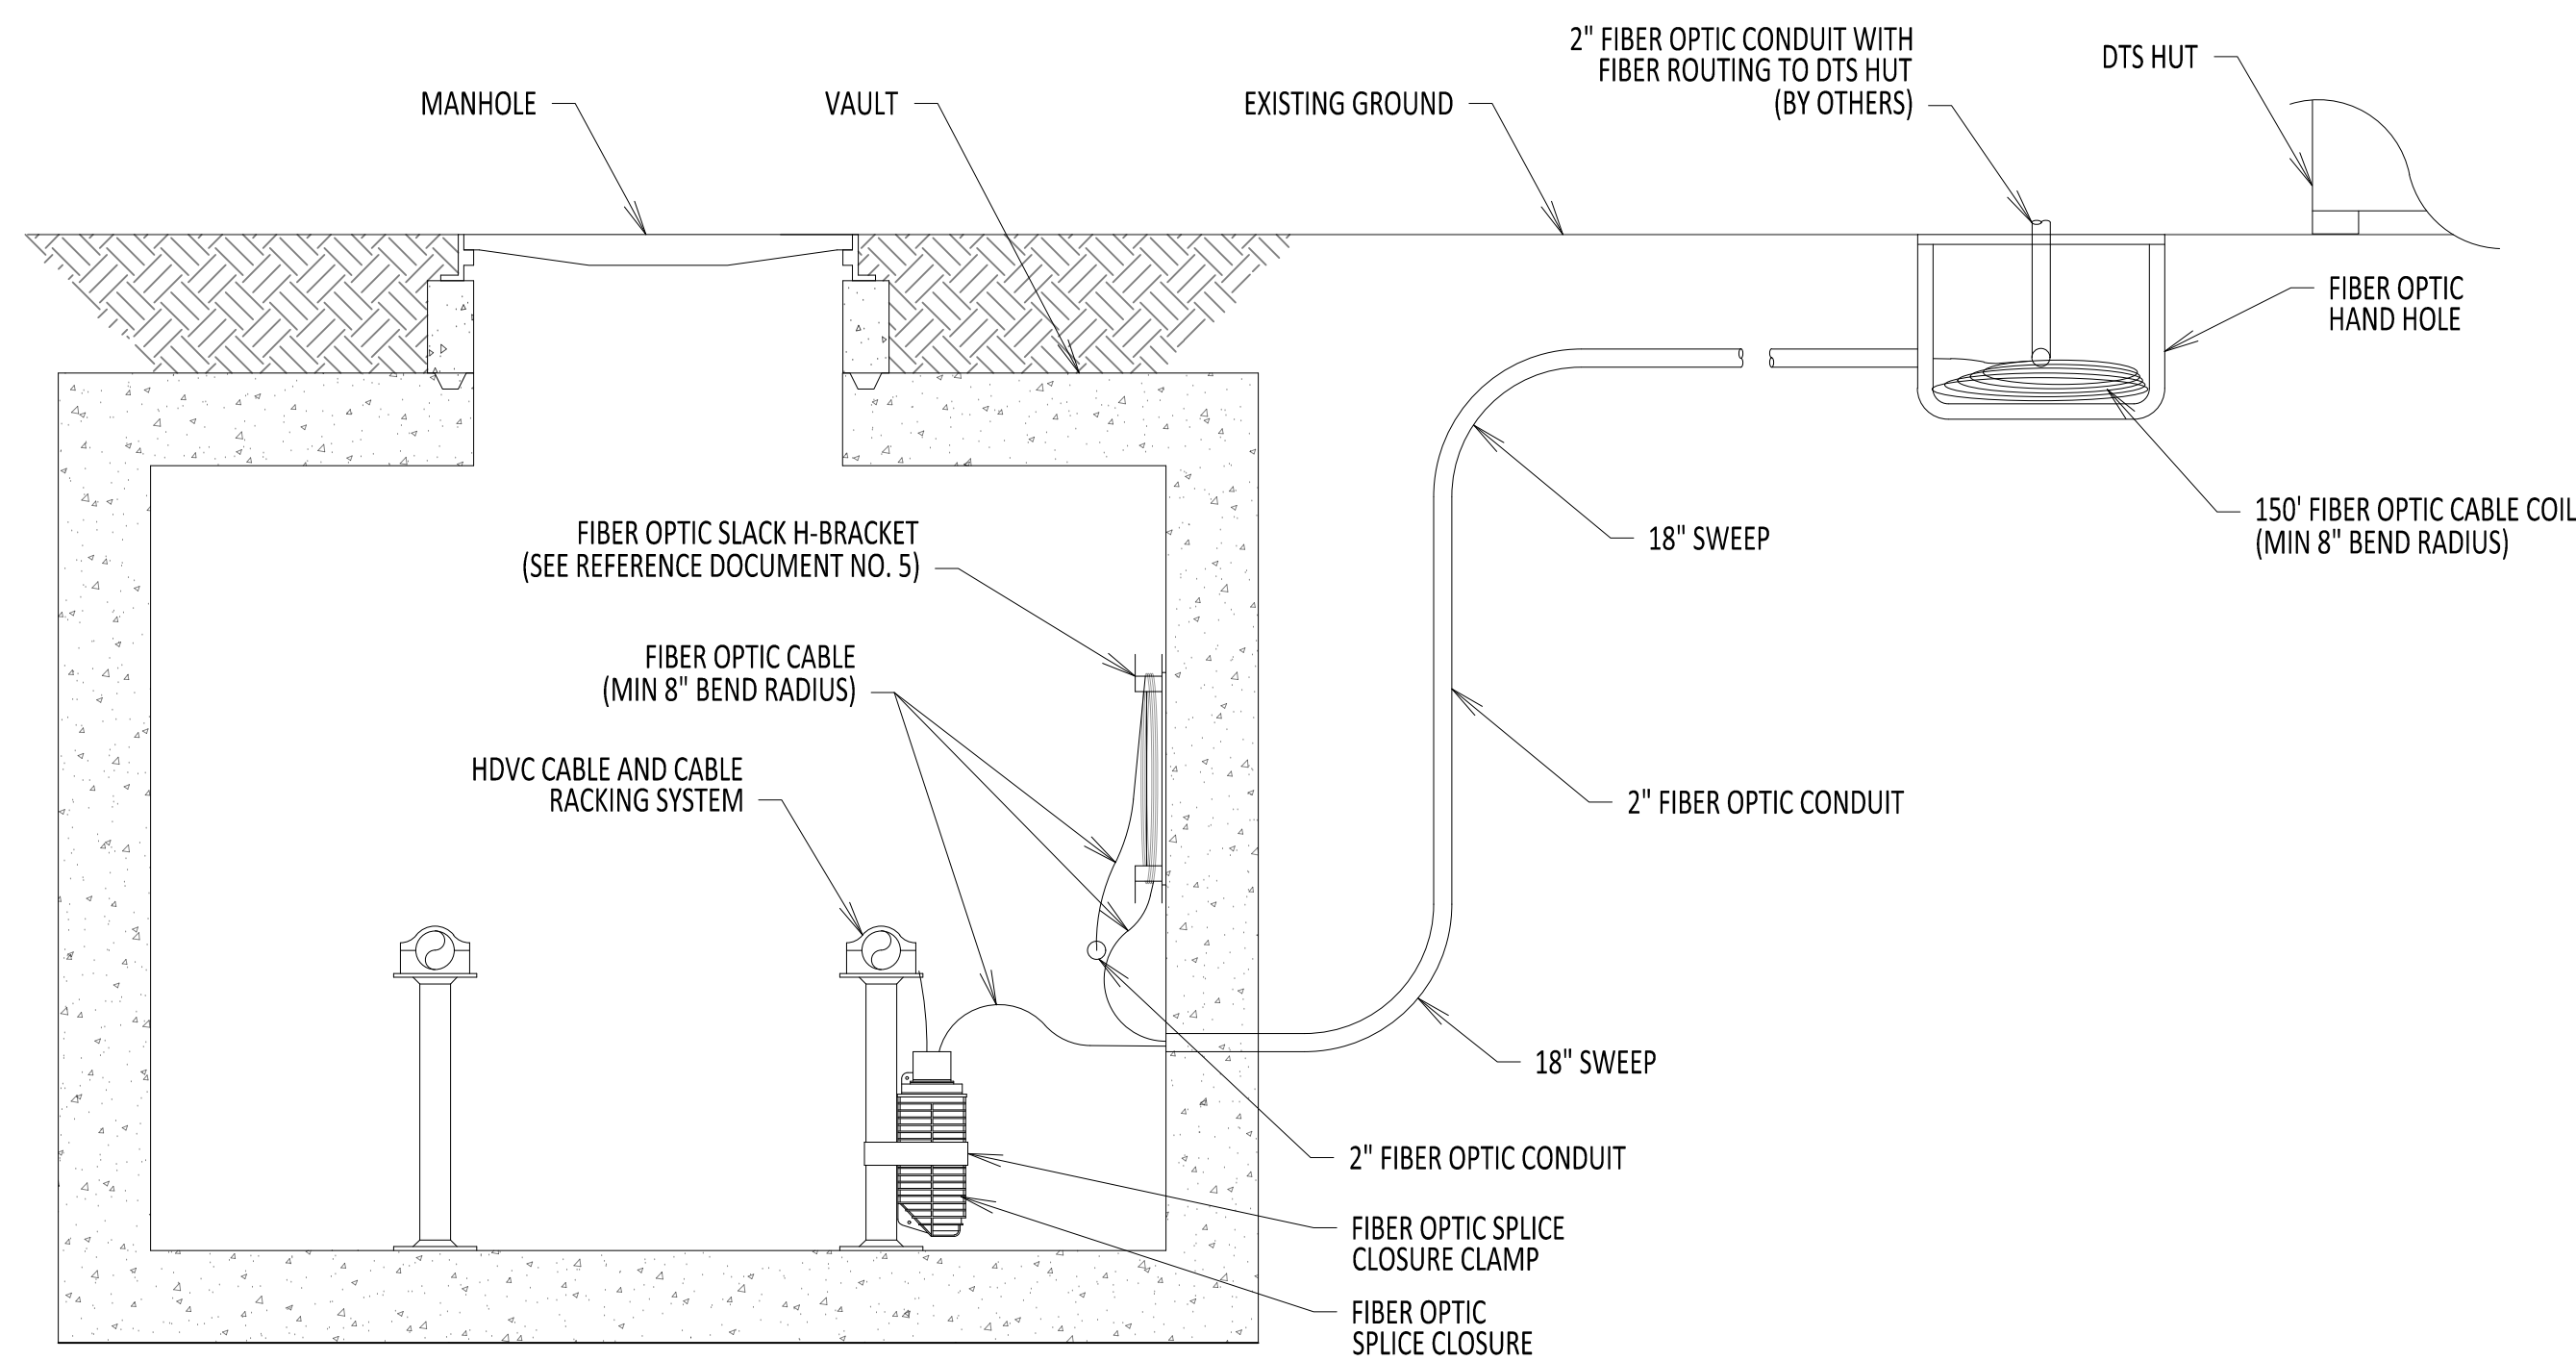 2" FIBER OPTIC CONDUIT WITH
FIBER ROUTING TO DTS HUT
(BY OTHERS)
DTS HUT
MANHOLE
VAULT
EXISTING GROUND
FIBER OPTIC
HAND HOLE
150' FIBER OPTIC CABLE COIL
(MIN 8" BEND RADIUS)
FIBER OPTIC SLACK H-BRACKET
(SEE REFERENCE DOCUMENT NO. 5)
18" SWEEP
FIBER OPTIC CABLE
(MIN 8" BEND RADIUS)
HDVC CABLE AND CABLE
RACKING SYSTEM
2" FIBER OPTIC CONDUIT
18" SWEEP
2" FIBER OPTIC CONDUIT
FIBER OPTIC SPLICE
CLOSURE CLAMP
FIBER OPTIC
SPLICE CLOSURE